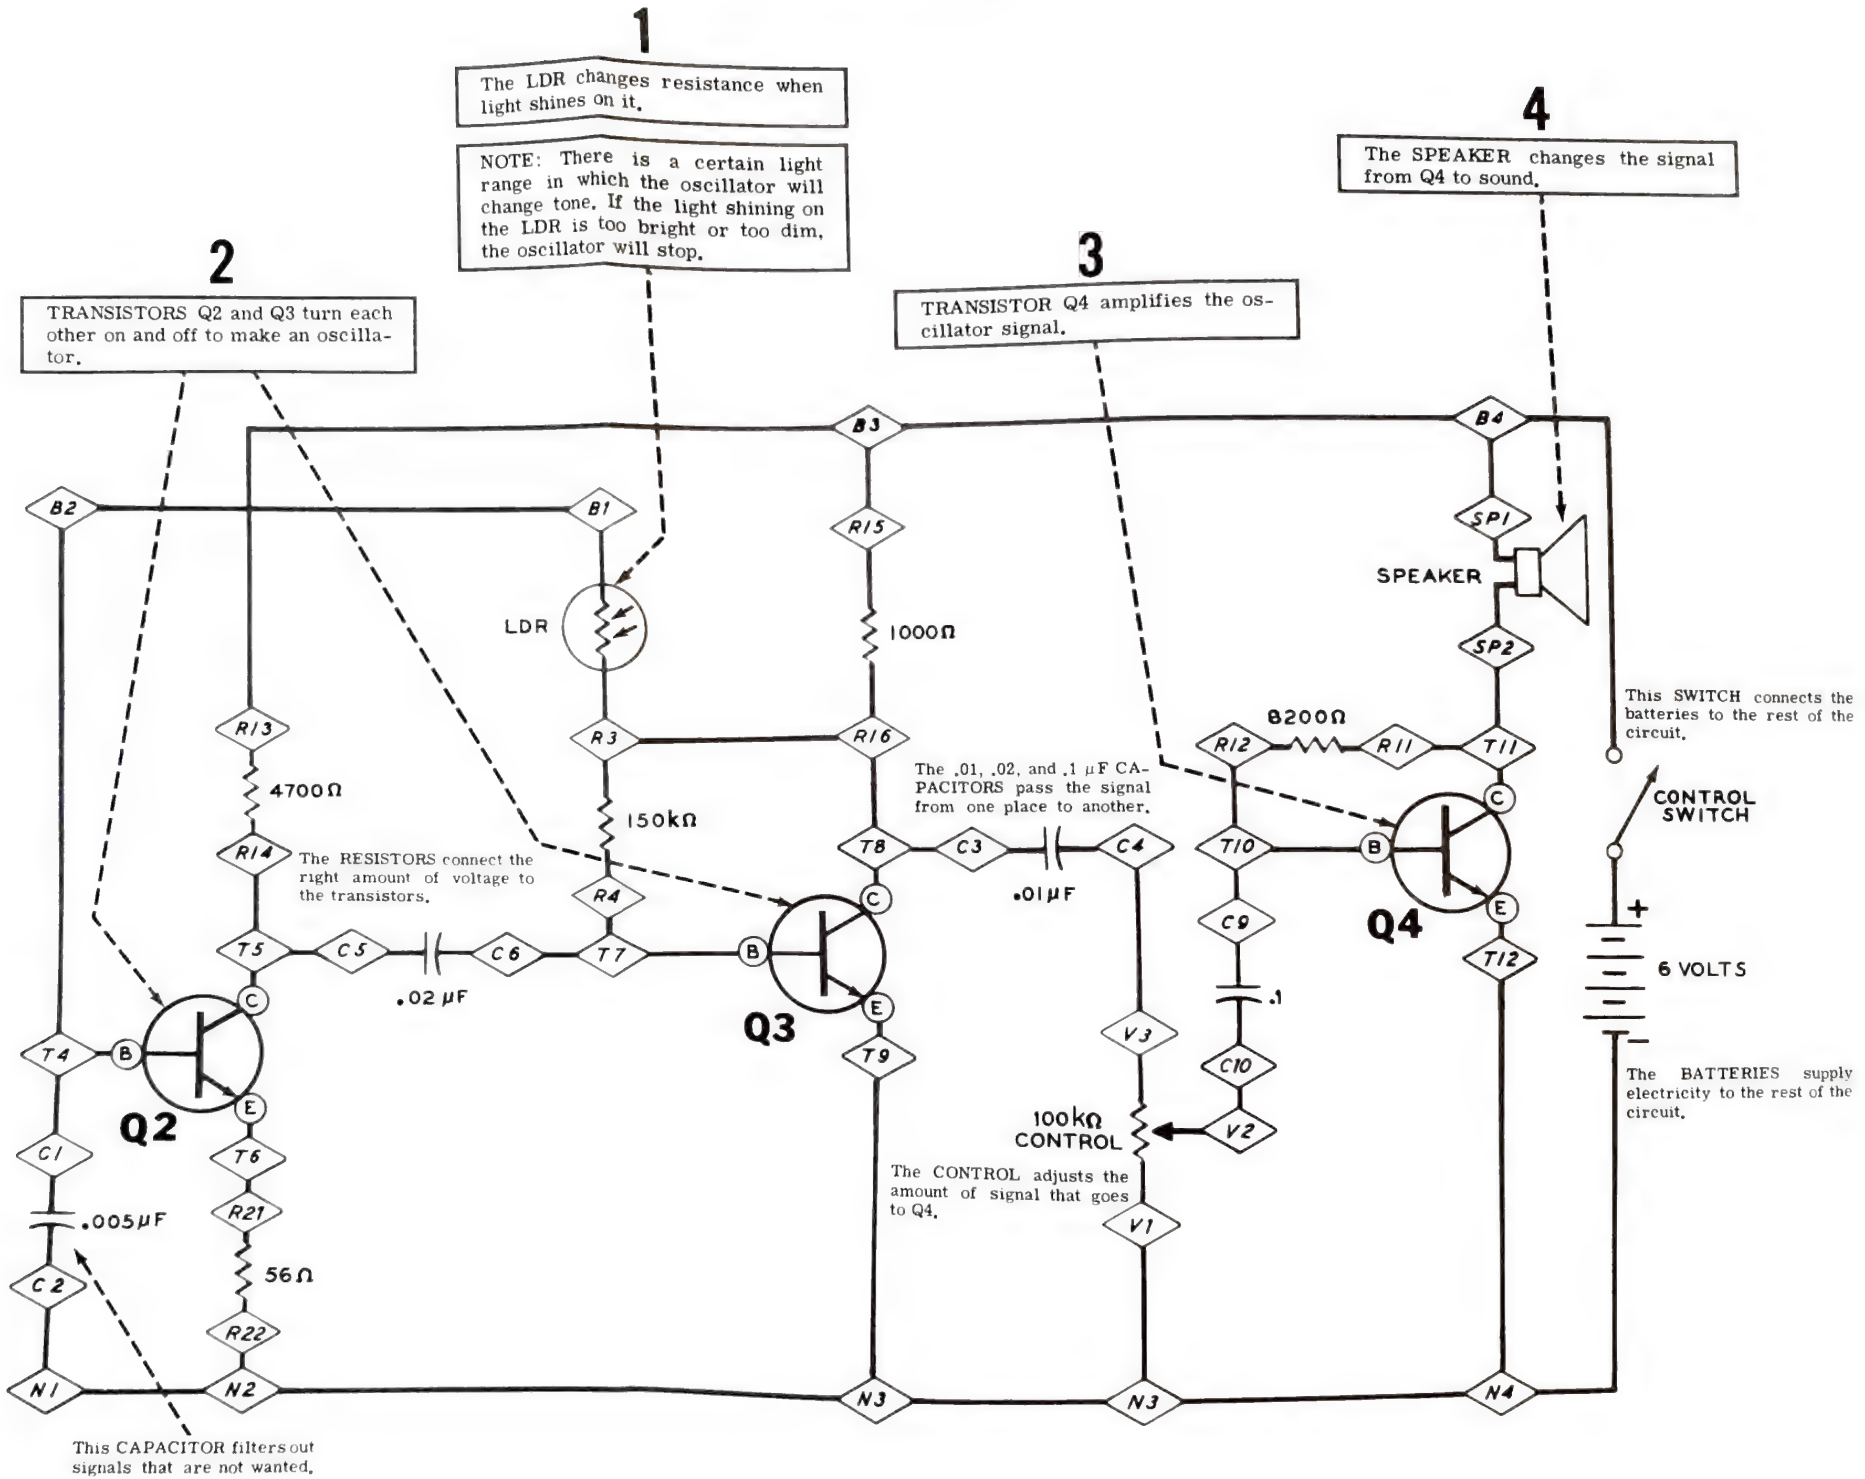 1
The LDR changes resistance when
light shines on it.
NOTE: There is a certain light
range in which the oscillator will
change tone. If the light shining on
the LDR is too bright or too dim,
the oscillator will stop.
2
TRANSISTORS Q2 and Q3 turn each
other on and off to make an oscilla-
tor.
3
TRANSISTOR Q4 amplifies the os-
cillator signal.
4
The SPEAKER changes the signal
from Q4 to sound.
B3
B4
B2
B1
R15
SP1
SPEAKER
LDR
1000Ω
SP2
This SWITCH connects the
batteries to the rest of the
circuit.
R13
R3
R16
R12
8200Ω
R11
T11
C
CONTROL
SWITCH
4700Ω
150kΩ
The .01, .02, and .1 µF CA-
PACITORS pass the signal
from one place to another.
R14
The RESISTORS connect the
right amount of voltage to
the transistors.
R4
T8
C3
.01µF
C4
T10
B
E
Q4
C
C9
T12
+
6 VOLTS
−
T5
C5
.02µF
C6
T7
B
E
Q3
.1
C
T4
B
E
Q2
T9
V3
C10
The BATTERIES supply
electricity to the rest of the
circuit.
C1
T6
100kΩ
CONTROL
V2
The CONTROL adjusts the
amount of signal that goes
to Q4.
.005µF
R21
V1
C2
56Ω
R22
N1
N2
N3
N3
N4
This CAPACITOR filters out
signals that are not wanted.